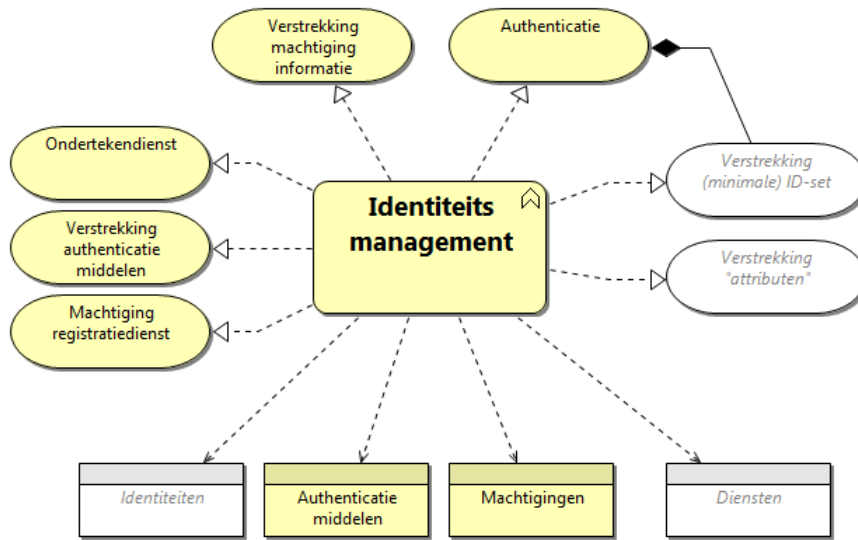 Verstrekking
machtiging
informatie
Authenticatie
Ondertekendienst
Verstrekking
(minimale) ID-set
Identiteits
management
Verstrekking
authenticatie
middelen
Verstrekking
"attributen"
Machtiging
registratiedienst
Identiteiten
Authenticatie
middelen
Machtigingen
Diensten